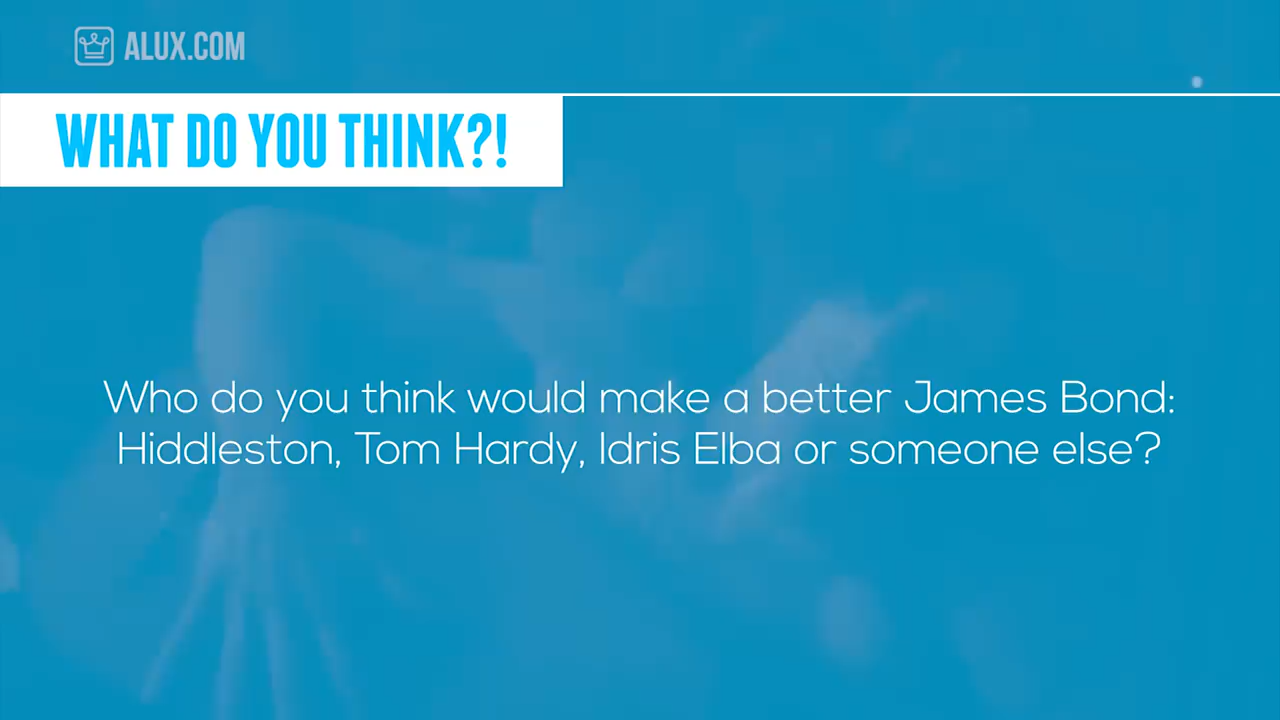 ALUX.COM
WHAT DO YOU THINK?!
Who do you think would make a better James Bond:
Hiddleston, Tom Hardy, Idris Elba or someone else?